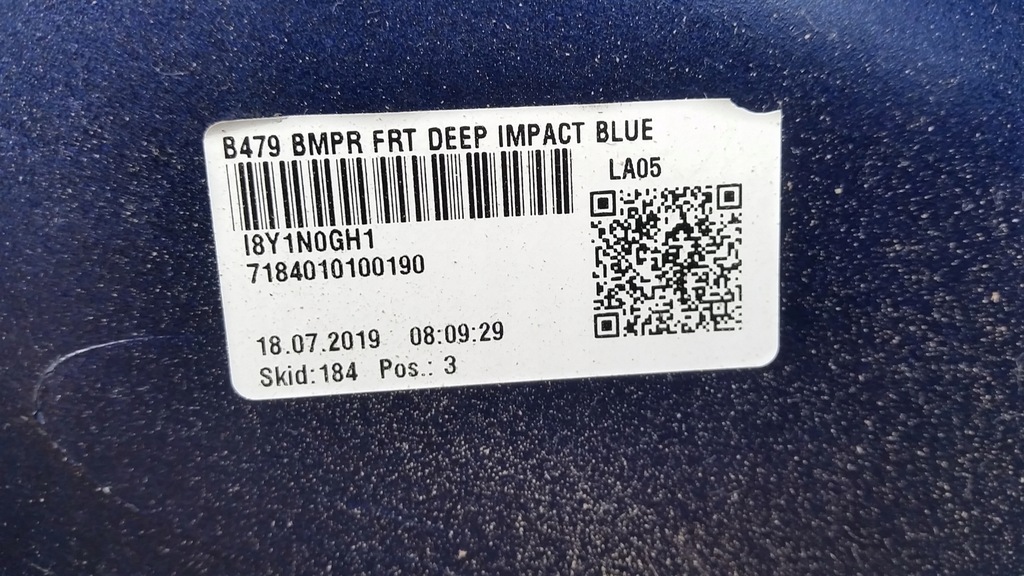 B479 BMPR FRT DEEP IMPACT BLUE
LA05
I8Y1N0GH1
7184010100190
18.07.2019 08:09:29
Skid:184 Pos.: 3